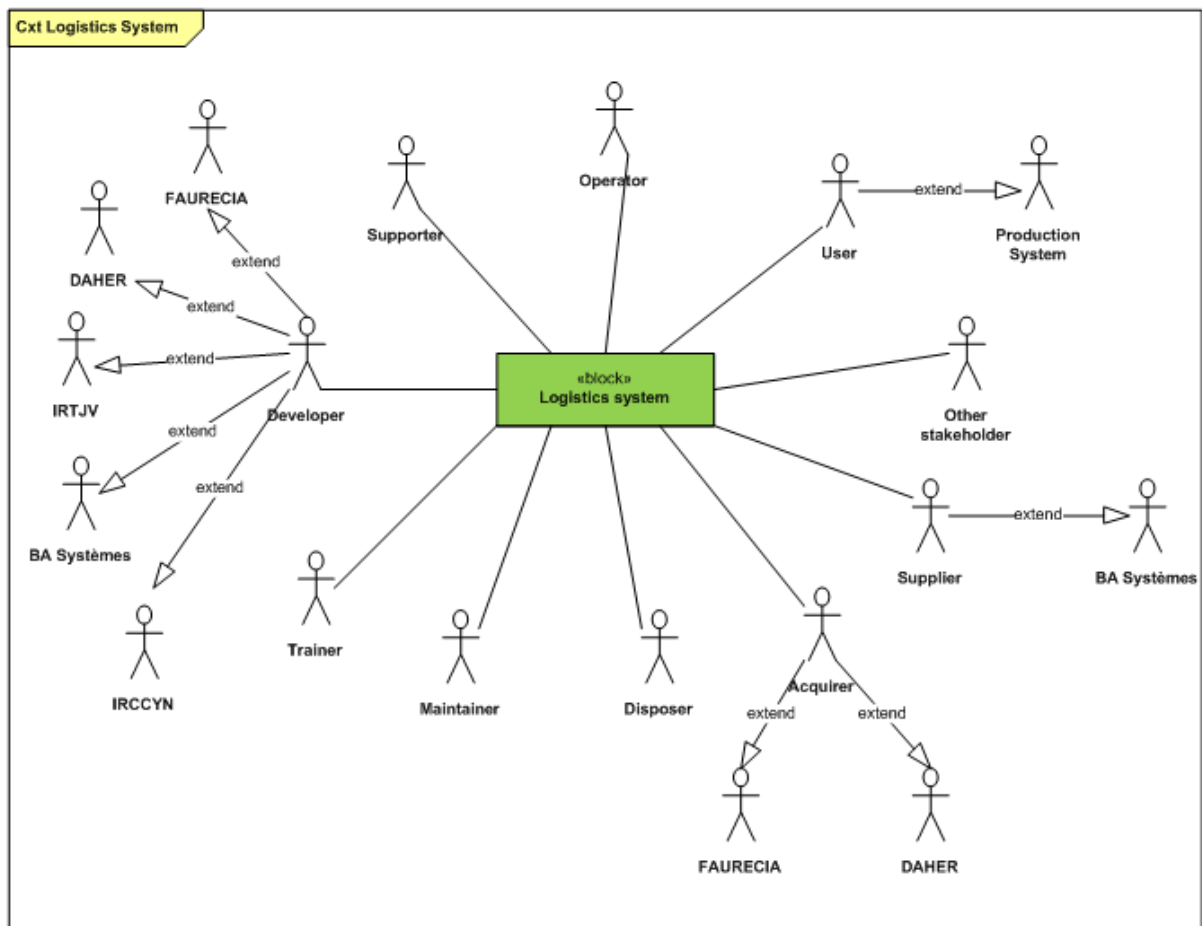 Cxt Logistics System
FAURECIA
Supporter
Operator
User
extend
Production
System
DAHER
extend
extend
IRTJV
extend
Developer
«block»
Logistics system
Other
stakeholder
extend
BA Systèmes
extend
IRCCYN
Trainer
Maintainer
Disposer
Supplier
extend
BA Systèmes
Acquirer
extend
extend
FAURECIA
DAHER